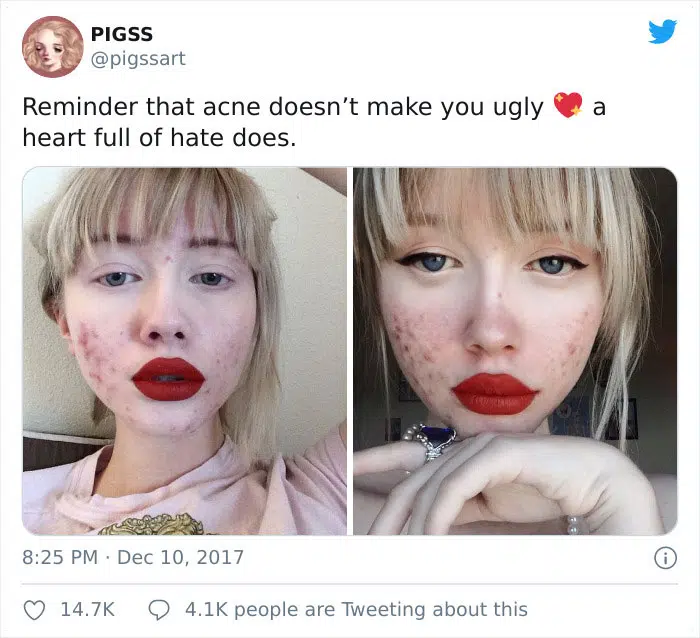 PIGSS
@pigssart
Reminder that acne doesn’t make you ugly 💖 a
heart full of hate does.
8:25 PM · Dec 10, 2017
14.7K 4.1K people are Tweeting about this